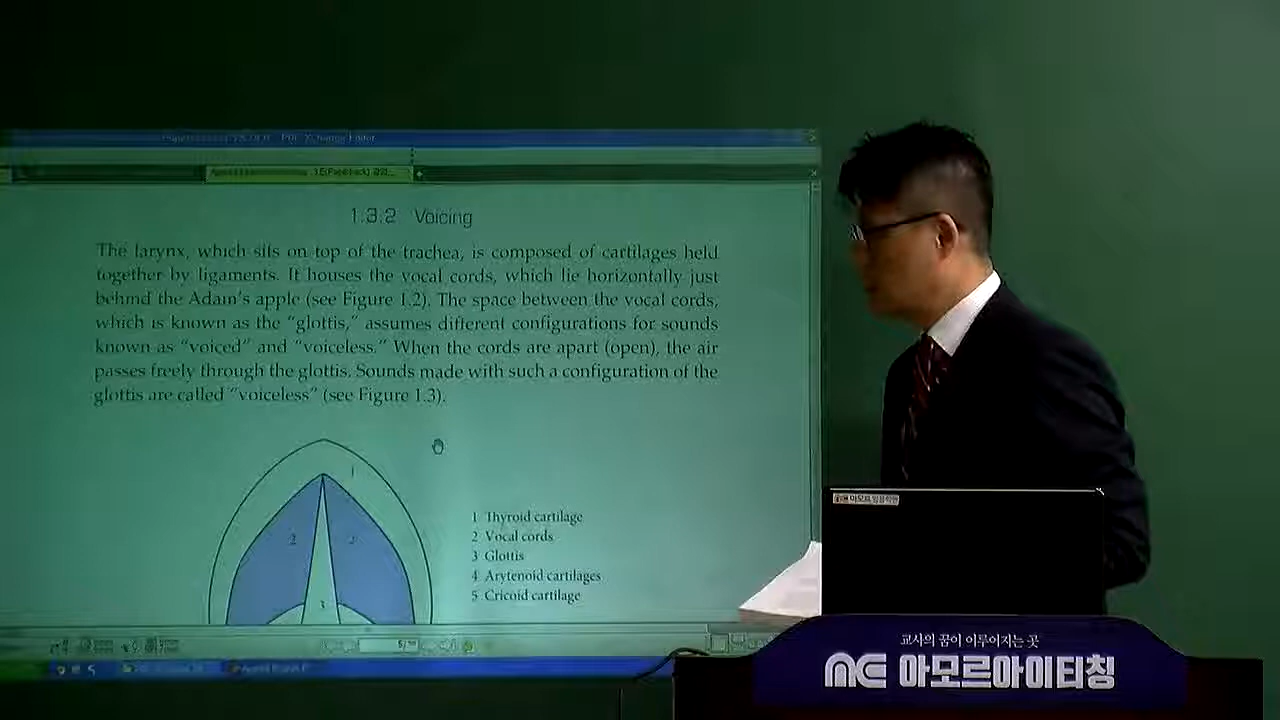 1.3.2 Voicing
The larynx, which sits on top of the trachea, is composed of cartilages held
together by ligaments. It houses the vocal cords, which lie horizontally just
behind the Adam's apple (see Figure 1.2). The space between the vocal cords,
which is known as the "glottis," assumes different configurations for sounds
known as "voiced" and "voiceless." When the cords are apart (open), the air
passes freely through the glottis. Sounds made with such a configuration of the
glottis are called "voiceless" (see Figure 1.3).
1
2 2
3
1 Thyroid cartilage
2 Vocal cords
3 Glottis
4 Arytenoid cartilages
5 Cricoid cartilage
교사의 꿈이 이루어지는 곳
아모르아이티칭